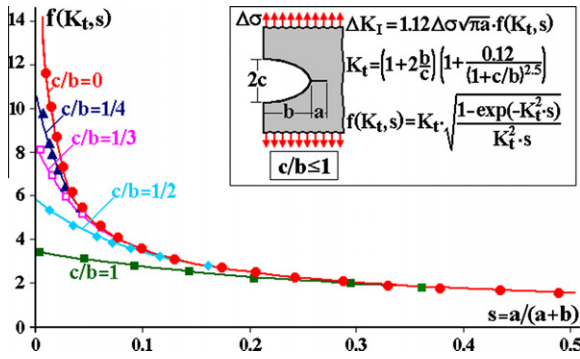 f(Kₜ,s)
14
12
10
8
6
4
2
0
c/b=0
c/b=1/4
c/b=1/3
c/b=1/2
c/b=1
0
0.1
0.2
0.3
0.4
0.5
s=a/(a+b)
Δσ
2c
b
a
c/b≤1
ΔK_I=1.12Δσ√πa·f(Kₜ,s)
Kₜ=(1+2b/c)(1+0.12/(1+c/b)^2.5)
f(Kₜ,s)=Kₜ·√((1-exp(-Kₜ²·s))/(Kₜ²·s))